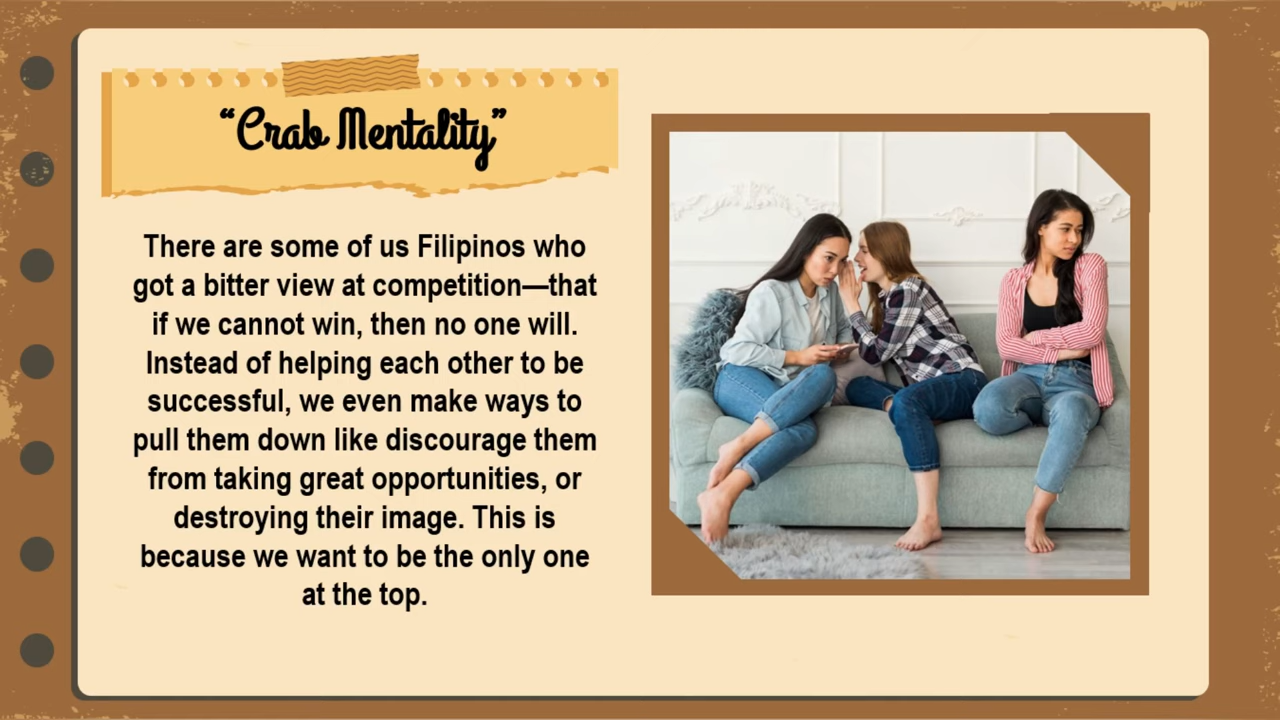 “Crab Mentality”
There are some of us Filipinos who
got a bitter view at competition—that
if we cannot win, then no one will.
Instead of helping each other to be
successful, we even make ways to
pull them down like discourage them
from taking great opportunities, or
destroying their image. This is
because we want to be the only one
at the top.